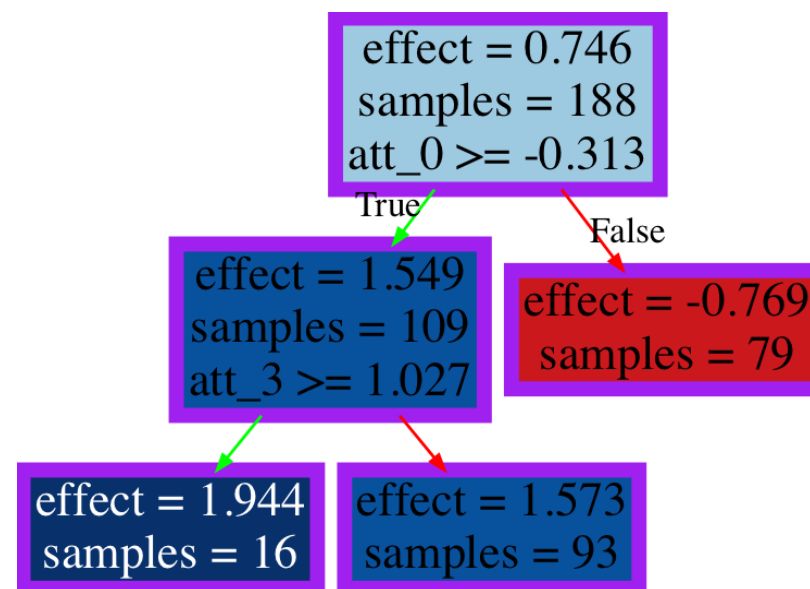 effect = 0.746
samples = 188
att_0 >= -0.313
True
False
effect = 1.549
samples = 109
att_3 >= 1.027
effect = -0.769
samples = 79
effect = 1.944
samples = 16
effect = 1.573
samples = 93